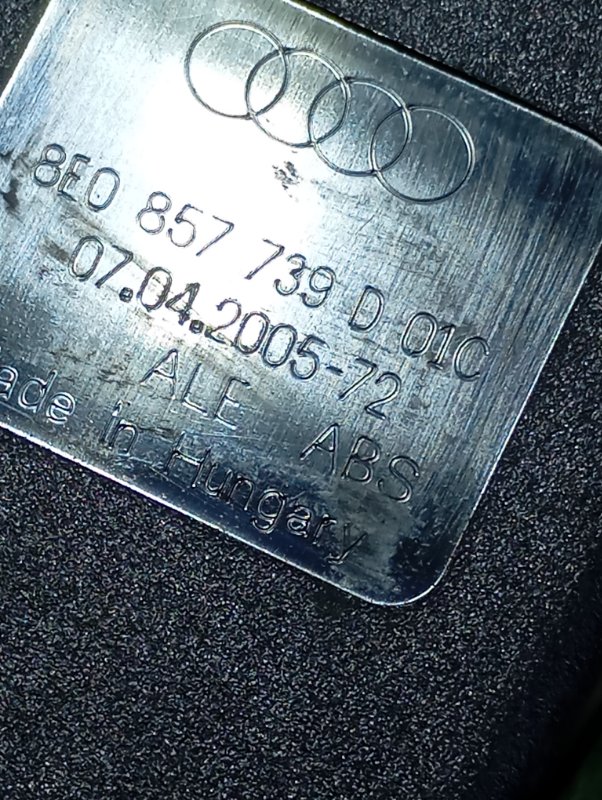 8E0 857 739 D 01C
07.04.2005-72
ALE ABS
ade in Hungary